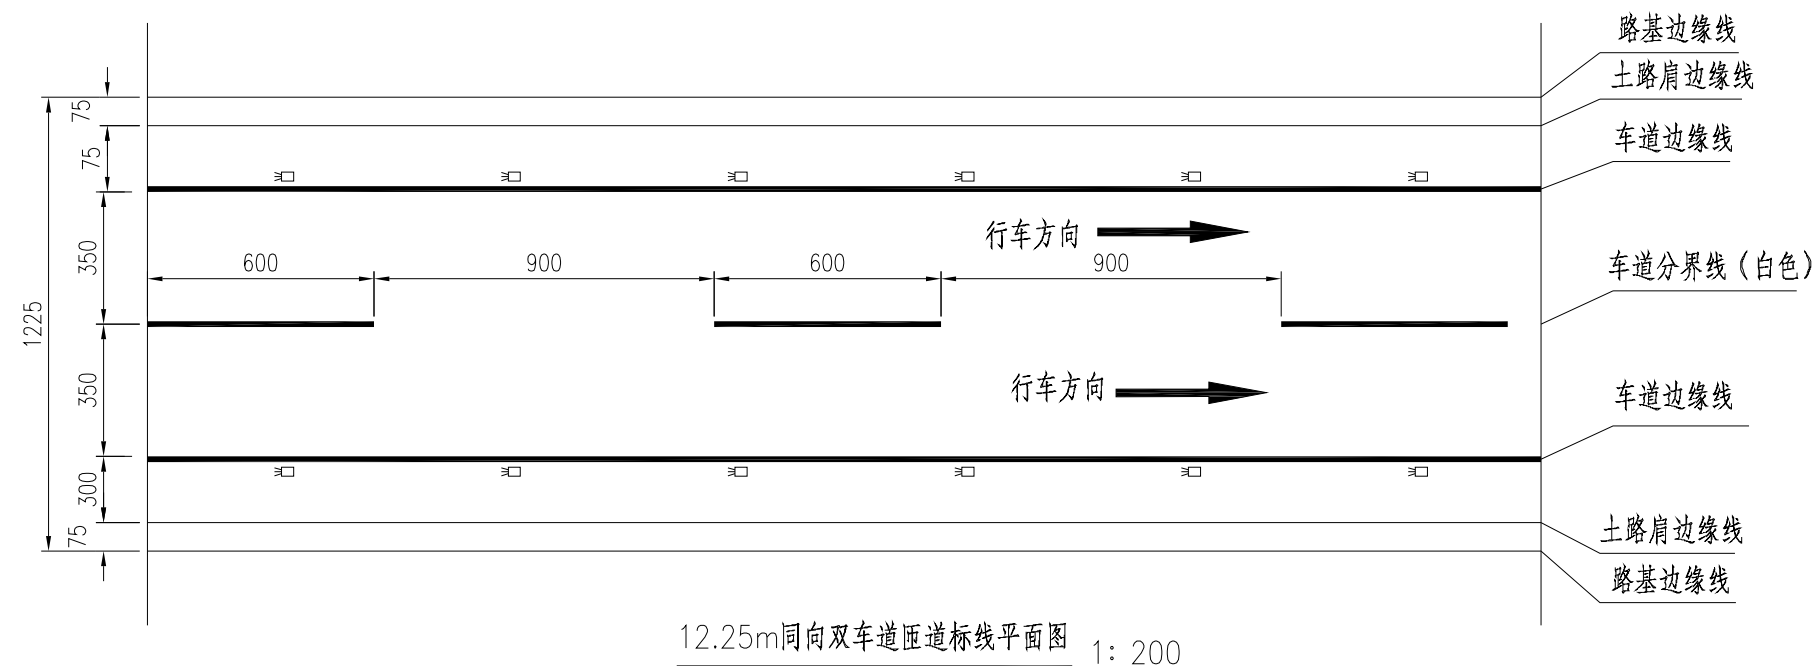 路基边缘线
土路肩边缘线
75
车道边缘线
75
行车方向
350
600
900
600
900
车道分界线（白色）
1225
350
行车方向
车道边缘线
300
75
土路肩边缘线
路基边缘线
12.25m同向双车道匝道标线平面图 1：200